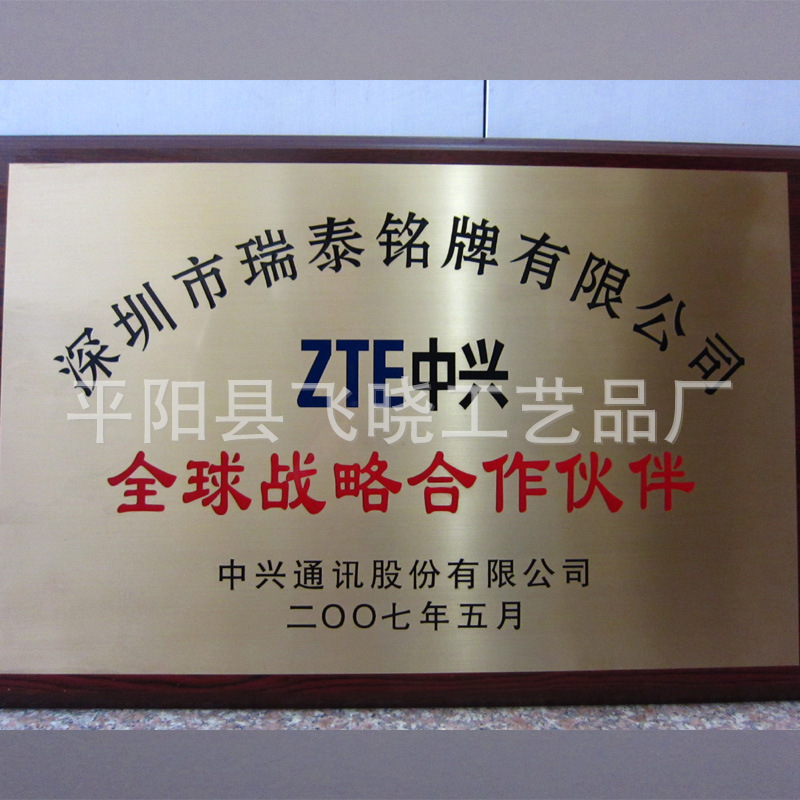 深圳市瑞泰铭牌有限公司
ZTE中兴
平阳县飞晓工艺品厂
全球战略合作伙伴
中兴通讯股份有限公司
二〇〇七年五月